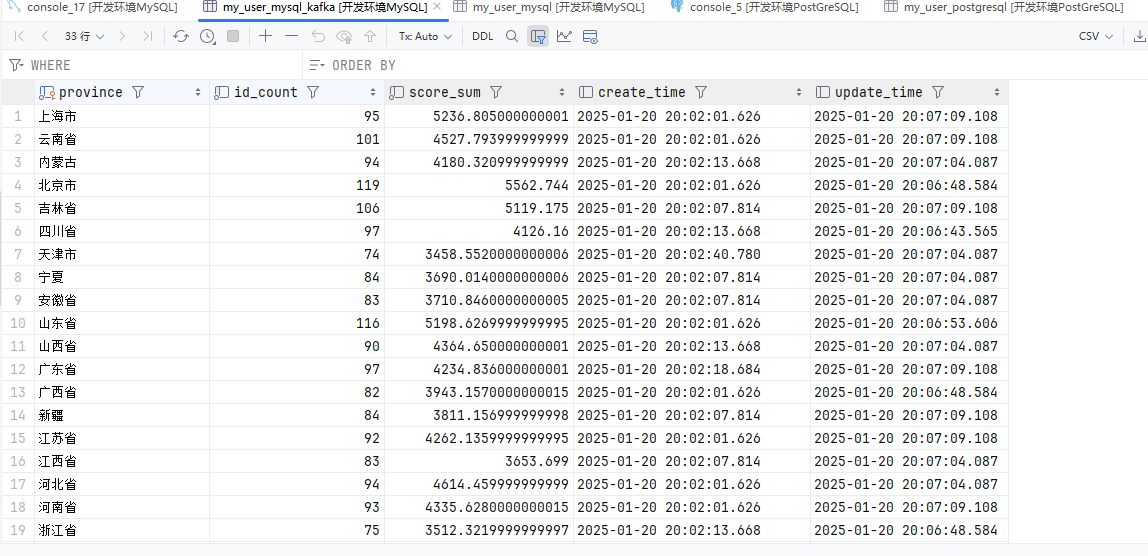 console_17 [开发环境MySQL] my_user_mysql_kafka [开发环境MySQL] my_user_mysql [开发环境MySQL] console_5 [开发环境PostGreSQL] my_user_postgresql [开发环境PostGreSQL]
33 行 Tx: Auto DDL CSV
WHERE ORDER BY
province id_count score_sum create_time update_time
1 上海市 95 5236.805000000001 2025-01-20 20:02:01.626 2025-01-20 20:07:09.108
2 云南省 101 4527.793999999999 2025-01-20 20:02:01.626 2025-01-20 20:07:09.108
3 内蒙古 94 4180.320999999999 2025-01-20 20:02:13.668 2025-01-20 20:07:04.087
4 北京市 119 5562.744 2025-01-20 20:02:01.626 2025-01-20 20:06:48.584
5 吉林省 106 5119.175 2025-01-20 20:02:07.814 2025-01-20 20:07:09.108
6 四川省 97 4126.16 2025-01-20 20:02:13.668 2025-01-20 20:06:43.565
7 天津市 74 3458.5520000000006 2025-01-20 20:02:40.780 2025-01-20 20:07:04.087
8 宁夏 84 3690.0140000000006 2025-01-20 20:02:07.814 2025-01-20 20:07:04.087
9 安徽省 83 3710.8460000000005 2025-01-20 20:02:07.814 2025-01-20 20:07:04.087
10 山东省 116 5198.6269999999995 2025-01-20 20:02:01.626 2025-01-20 20:06:53.606
11 山西省 90 4364.650000000001 2025-01-20 20:02:13.668 2025-01-20 20:07:04.087
12 广东省 97 4234.836000000001 2025-01-20 20:02:18.684 2025-01-20 20:07:09.108
13 广西省 82 3943.1570000000015 2025-01-20 20:02:01.626 2025-01-20 20:06:48.584
14 新疆 84 3811.156999999998 2025-01-20 20:02:07.814 2025-01-20 20:07:09.108
15 江苏省 92 4262.1359999999995 2025-01-20 20:02:01.626 2025-01-20 20:07:09.108
16 江西省 83 3653.699 2025-01-20 20:02:07.814 2025-01-20 20:07:04.087
17 河北省 94 4614.459999999999 2025-01-20 20:02:01.626 2025-01-20 20:07:04.087
18 河南省 93 4335.6280000000015 2025-01-20 20:02:01.626 2025-01-20 20:07:09.108
19 浙江省 75 3512.3219999999997 2025-01-20 20:02:13.668 2025-01-20 20:06:48.584